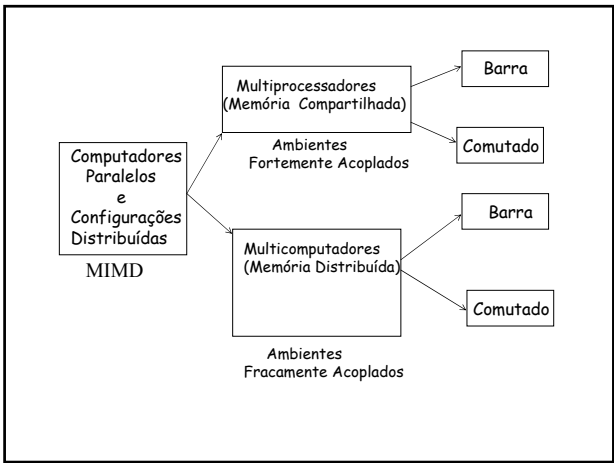 Computadores
Paralelos
e
Configurações
Distribuídas
MIMD
Multiprocessadores
(Memória Compartilhada)
Ambientes
Fortemente Acoplados
Barra
Comutado
Multicomputadores
(Memória Distribuída)
Ambientes
Fracamente Acoplados
Barra
Comutado